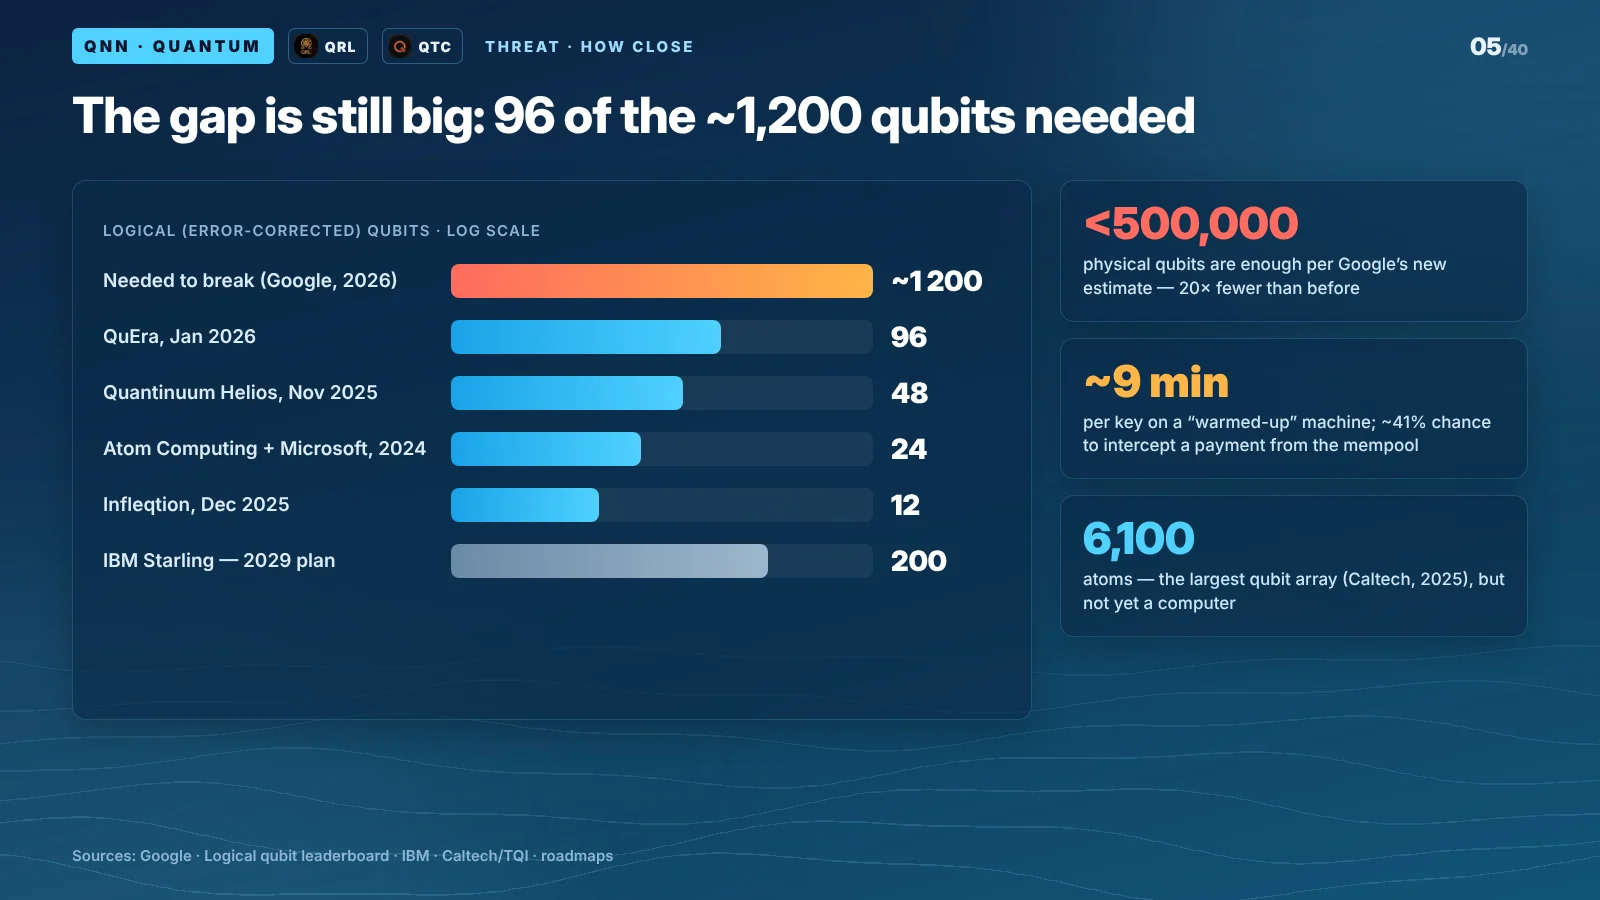 QNN · QUANTUM
QRL
QTC
THREAT · HOW CLOSE
05/40
The gap is still big: 96 of the ~1,200 qubits needed
LOGICAL (ERROR-CORRECTED) QUBITS · LOG SCALE
Needed to break (Google, 2026) ~1 200
QuEra, Jan 2026 96
Quantinuum Helios, Nov 2025 48
Atom Computing + Microsoft, 2024 24
Infleqtion, Dec 2025 12
IBM Starling — 2029 plan 200
<500,000
physical qubits are enough per Google’s new
estimate — 20× fewer than before
~9 min
per key on a “warmed-up” machine; ~41% chance
to intercept a payment from the mempool
6,100
atoms — the largest qubit array (Caltech, 2025), but
not yet a computer
Sources: Google · Logical qubit leaderboard · IBM · Caltech/TQI · roadmaps